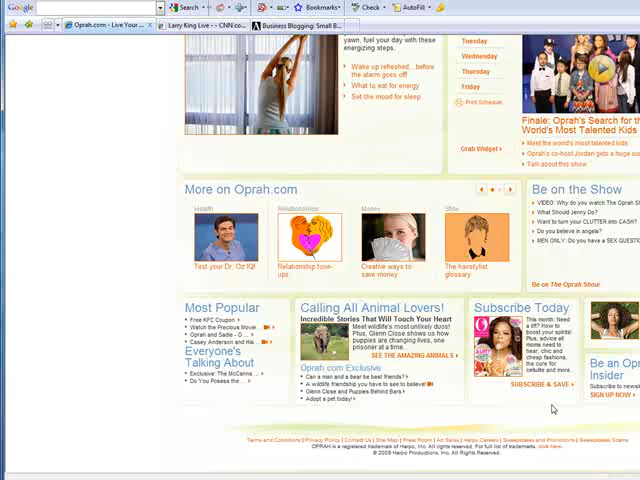 Google
Search
Bookmarks
Check
AutoFill
Oprah.com - Live Your ...
Larry King Live - - CNN.co...
Business Blogging: Small B...
yawn, fuel your day with these
energizing steps.
Wake up refreshed...before
the alarm goes off!
What to eat for energy
Set the mood for sleep
Tuesday
Wednesday
Thursday
Friday
Print Schedule
Grab Widget
Finale: Oprah's Search for th
World's Most Talented Kids
Meet the world's most talented kids
Oprah's co-host Jordan gets a huge su
Talk about this show
More on Oprah.com
Health
Relationships
Money
Style
Test your Dr. Oz IQ!
Relationship fuse-
ups
Creative ways to
save money
The hairstylist
glossary
Be on the Show
VIDEO: Why do you watch The Oprah S
What Should Jenny Do?
Want to turn your CLUTTER into CASH?
Do you believe in angels?
MEN ONLY: Do you have a SEX QUESTI
Be on The Oprah Show
Most Popular
Free KFC Coupon
Watch the Precious Movie...
Oprah and Sadie - O ...
Casey Anderson and His ...
Everyone's
Talking About
Exclusive: The McCanns ...
Do You Posess the...
Calling All Animal Lovers!
Incredible Stories That Will Touch Your Heart
Meet wildlife's most unlikely duos!
Plus, Glenn Close shows us how
puppies are changing lives, one
prisoner at a time.
SEE THE AMAZING ANIMALS
Oprah.com Exclusive
Can a man and a bear be best friends?
A wildlife friendship you have to see to believe!
Glenn Close and Puppies Behind Bars
Adopt a pet today!
Subscribe Today
This month: Need
a lift? How to
boost your spirits!
Plus, advice all
moms need to
hear, chic and
cheap fashions,
the cure for
cellulite and more.
SUBSCRIBE & SAVE
Be an Op
Insider
Subscribe to newsle
SIGN UP NOW
Terms and Conditions | Privacy Policy | Contact Us | Site Map | Press Room | Ad Sales | Harpo Careers | Sweepstakes and Promotions | Sweepstakes Scams
OPRAH is a registered trademark of Harpo, Inc. All rights reserved. For full list of trademarks, click here.
© 2009 Harpo Productions, Inc. All Rights Reserved.